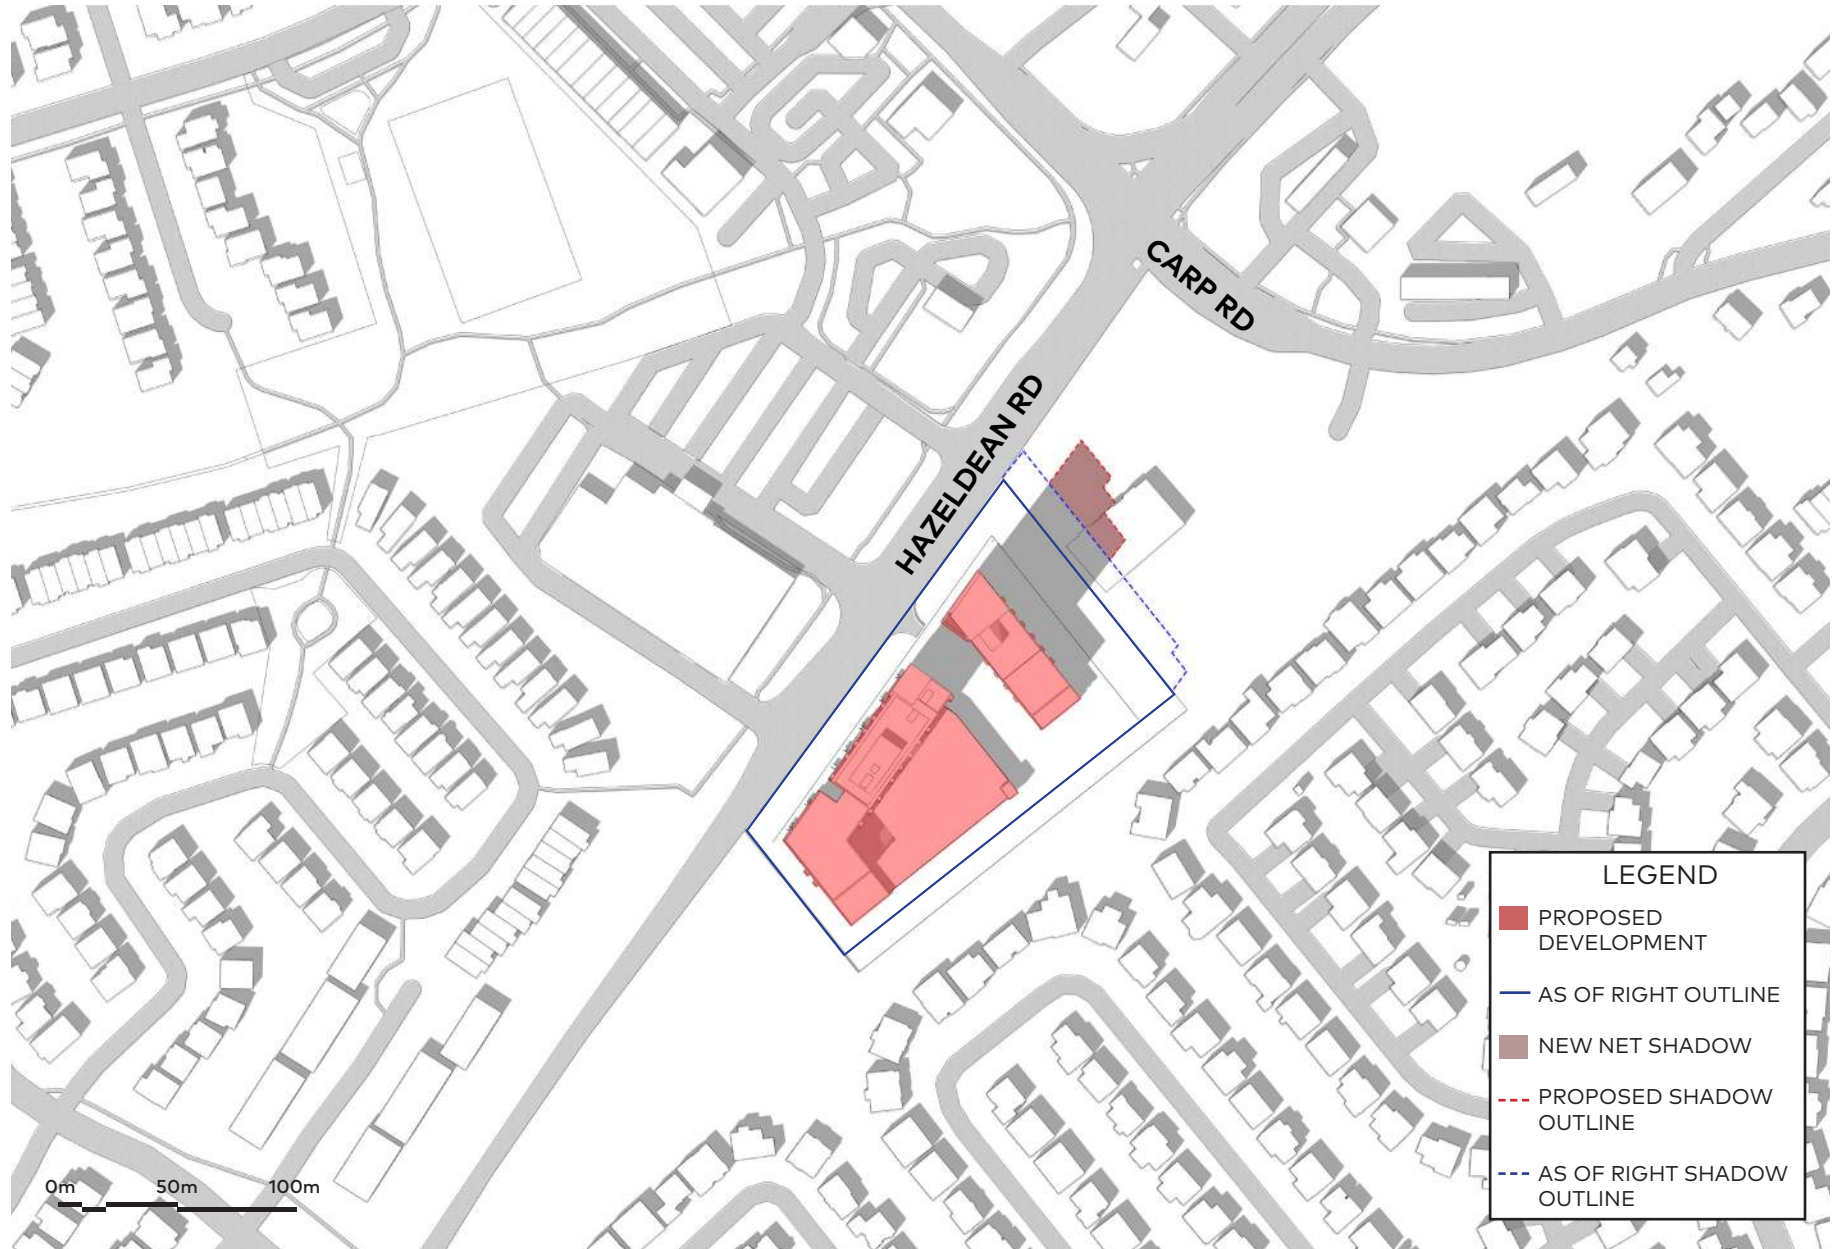 CARP RD
HAZELDEAN RD
LEGEND
PROPOSED
DEVELOPMENT
AS OF RIGHT OUTLINE
NEW NET SHADOW
PROPOSED SHADOW
OUTLINE
AS OF RIGHT SHADOW
OUTLINE
0m 50m 100m